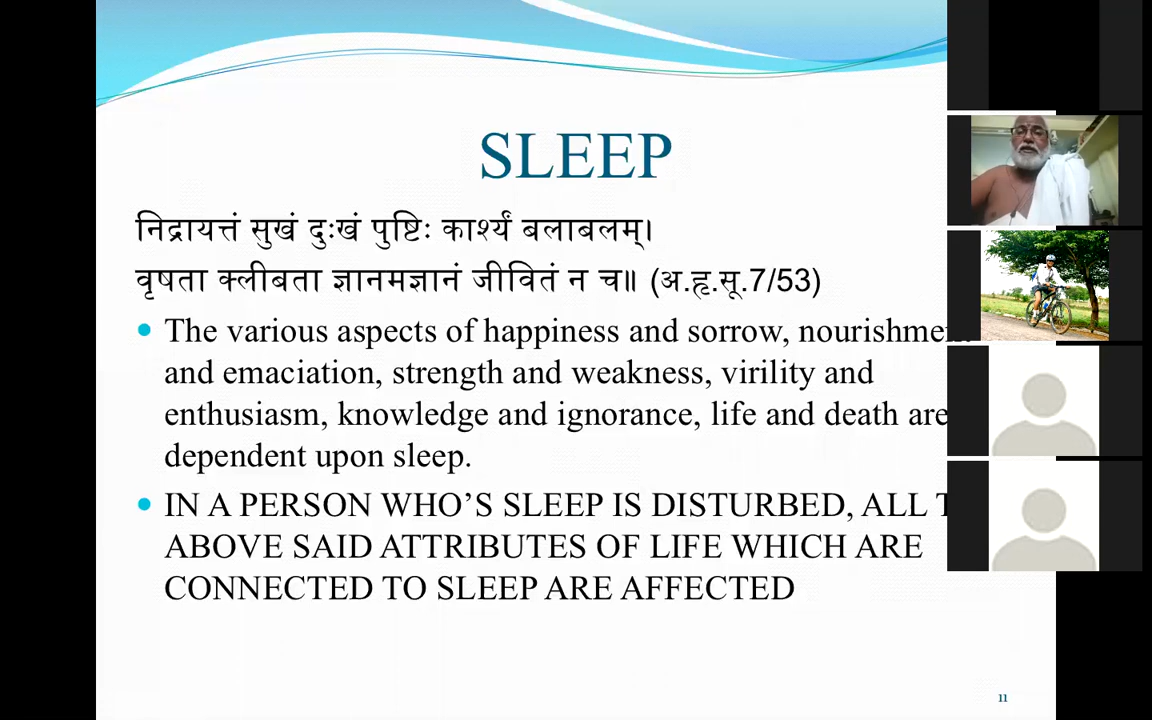 SLEEP
निद्रायत्तं सुखं दुःखं पुष्टिः कार्श्यं बलाबलम्।
वृषता क्लीबता ज्ञानमज्ञानं जीवितं न च॥ (अ.हृ.सू.7/53)
The various aspects of happiness and sorrow,
and emaciation, strength and weakness, virility and
enthusiasm, knowledge and ignorance, life and death are
dependent upon sleep.
IN A PERSON WHO’S SLEEP IS DISTURBED, ALL
ABOVE SAID ATTRIBUTES OF LIFE WHICH ARE
CONNECTED TO SLEEP ARE AFFECTED
11